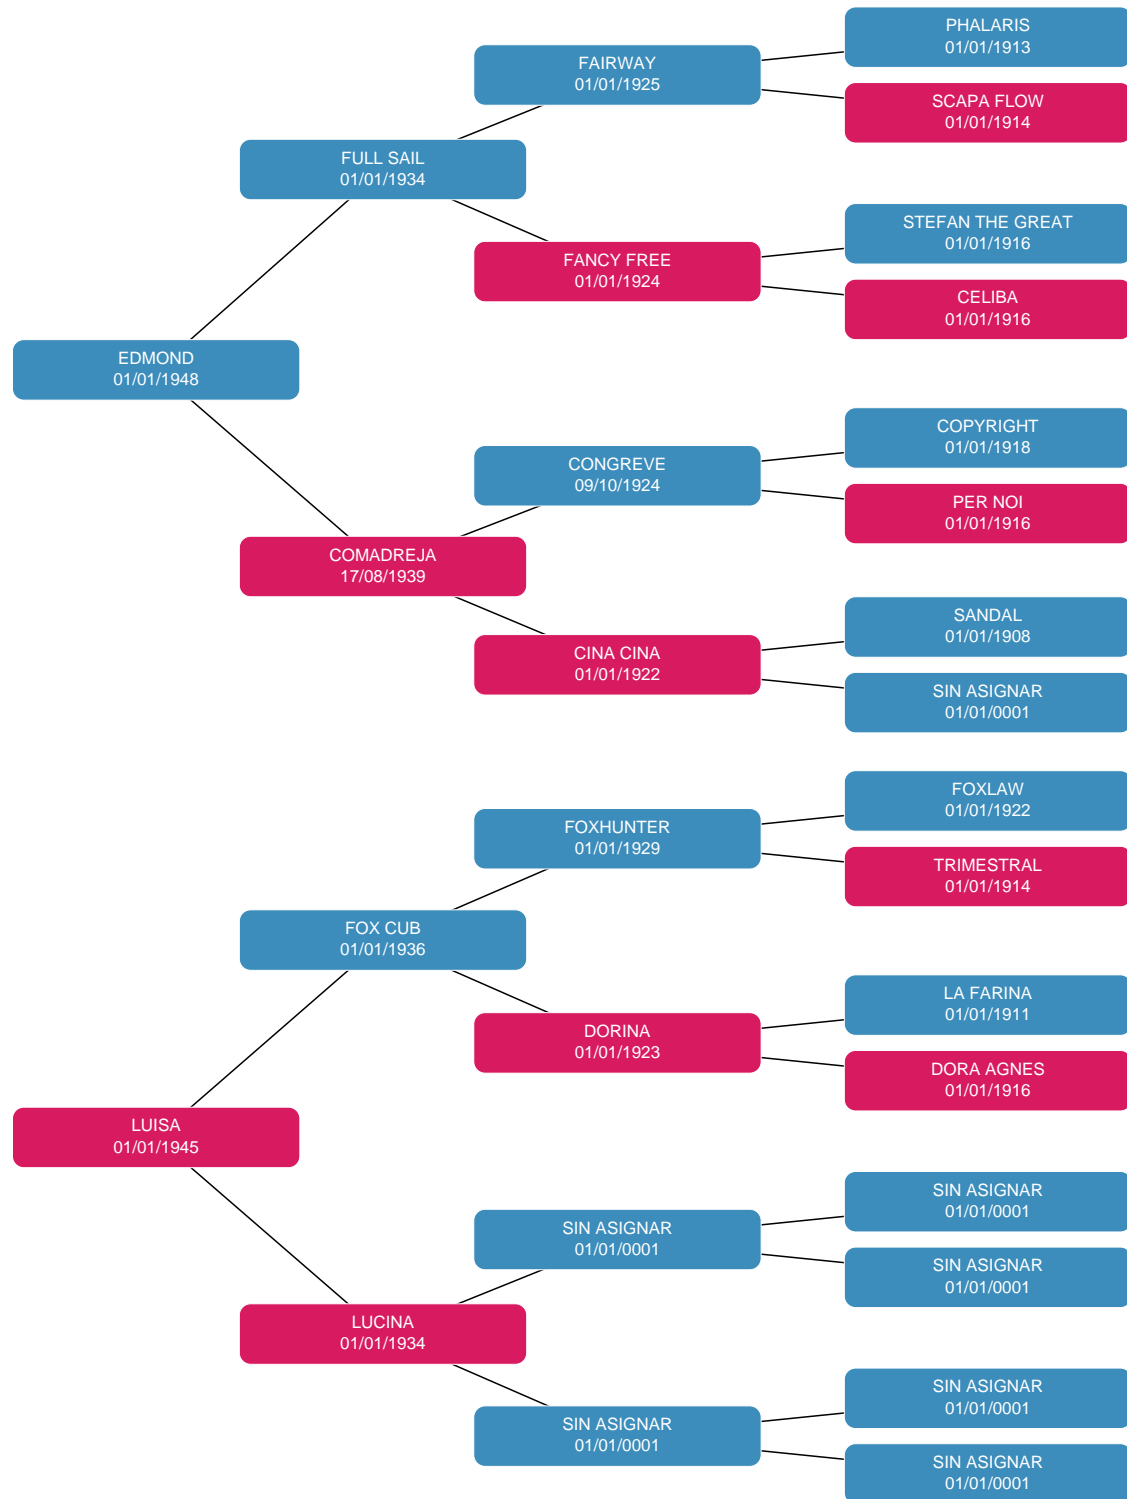 PHALARIS
01/01/1913
FAIRWAY
01/01/1925
SCAPA FLOW
01/01/1914
FULL SAIL
01/01/1934
STEFAN THE GREAT
01/01/1916
FANCY FREE
01/01/1924
CELIBA
01/01/1916
EDMOND
01/01/1948
COPYRIGHT
01/01/1918
CONGREVE
09/10/1924
PER NOI
01/01/1916
COMADREJA
17/08/1939
SANDAL
01/01/1908
CINA CINA
01/01/1922
SIN ASIGNAR
01/01/0001
FOXLAW
01/01/1922
FOXHUNTER
01/01/1929
TRIMESTRAL
01/01/1914
FOX CUB
01/01/1936
LA FARINA
01/01/1911
DORINA
01/01/1923
DORA AGNES
01/01/1916
LUISA
01/01/1945
SIN ASIGNAR
01/01/0001
SIN ASIGNAR
01/01/0001
SIN ASIGNAR
01/01/0001
LUCINA
01/01/1934
SIN ASIGNAR
01/01/0001
SIN ASIGNAR
01/01/0001
SIN ASIGNAR
01/01/0001